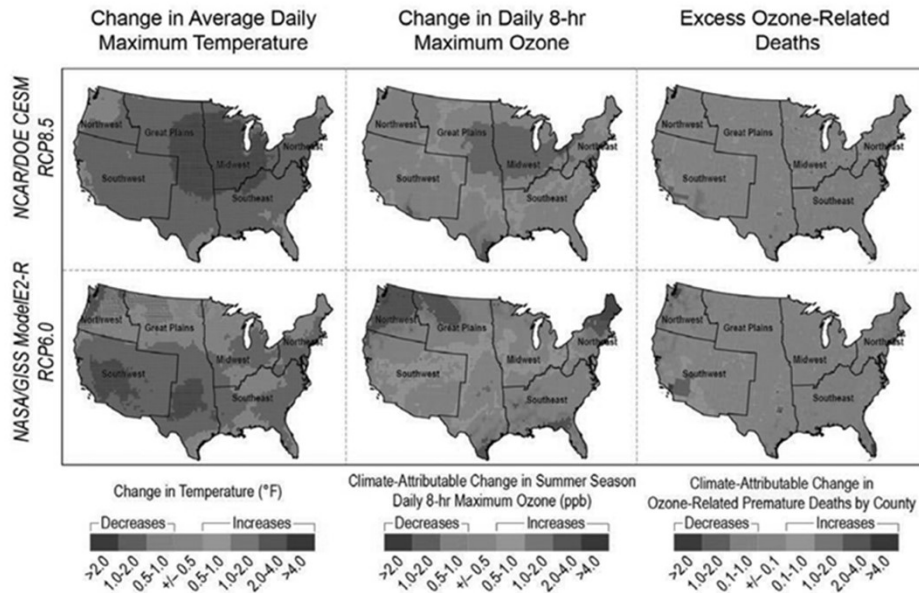 Change in Average Daily
Maximum Temperature
Change in Daily 8-hr
Maximum Ozone
Excess Ozone-Related
Deaths
NCAR/DOE CESM
RCP8.5
Northwest
Great Plains
Midwest
Northeast
Southwest
Southeast
Northwest
Great Plains
Midwest
Northeast
Southwest
Southeast
Northwest
Great Plains
Midwest
Northeast
Southwest
Southeast
NASA/GISS ModelE2-R
RCP6.0
Northwest
Great Plains
Midwest
Northeast
Southwest
Southeast
Northwest
Great Plains
Midwest
Northeast
Southwest
Southeast
Northwest
Great Plains
Midwest
Northeast
Southwest
Southeast
Change in Temperature (°F)
Decreases Increases
>2.0 1.0-2.0 0.5-1.0 +/- 0.5 0.5-1.0 1.0-2.0 2.0-4.0 >4.0
Climate-Attributable Change in Summer Season
Daily 8-hr Maximum Ozone (ppb)
Decreases Increases
>2.0 1.0-2.0 0.5-1.0 +/- 0.5 0.5-1.0 1.0-2.0 2.0-4.0 >4.0
Climate-Attributable Change in
Ozone-Related Premature Deaths by County
Decreases Increases
>2.0 1.0-2.0 0.1-1.0 +/- 0.1 0.1-1.0 1.0-2.0 2.0-4.0 >4.0